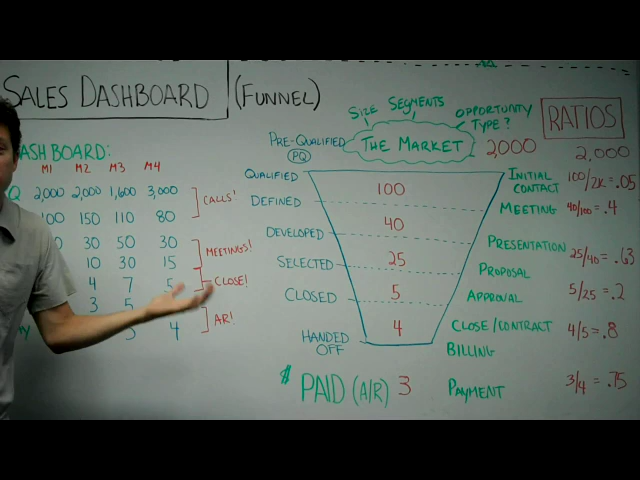 SALES DASHBOARD (FUNNEL)
DASHBOARD:
M1 M2 M3 M4
Q 2,000 2,000 1,600 3,000 CALLS!
100 150 110 80
30 50 30 MEETINGS!
10 30 15
4 7 5 CLOSE!
3 5 AR!
3 4
SIZE SEGMENTS OPPORTUNITY TYPE?
PRE-QUALIFIED (PQ) THE MARKET 2,000
QUALIFIED 100 INITIAL CONTACT
DEFINED 40 MEETING
DEVELOPED 25 PRESENTATION
SELECTED 5 PROPOSAL
CLOSED 4 APPROVAL
HANDED OFF CLOSE/CONTRACT
BILLING
$ PAID (A/R) 3 PAYMENT
RATIOS
2,000
100/2K = .05
40/100 = .4
25/40 = .63
5/25 = .2
4/5 = .8
3/4 = .75